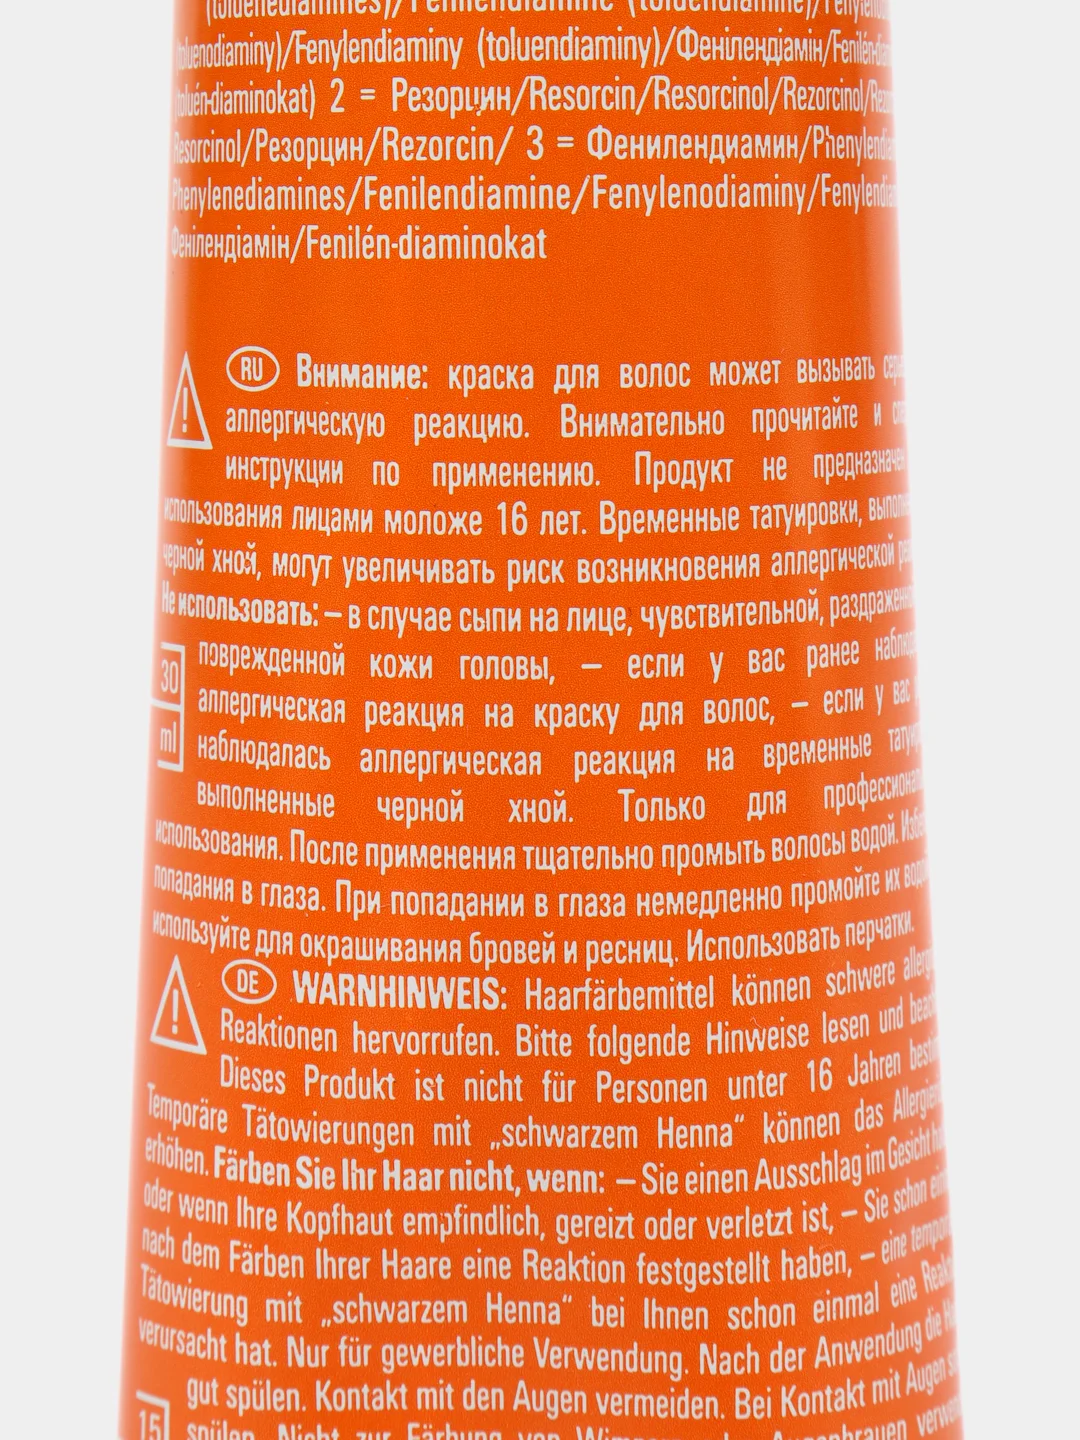 (toluenediamines)/Fenilendiamine (toluendiamine)/
(toluenodiaminy)/Fenylendiaminy (toluendiaminy)/Фенілендіамін/
(toluén-diaminokat) 2 = Резорцин/Resorcin/Resorcinol/Rezorcinol/
Resorcinol/Резорцин/Rezorcin/ 3 = Фенилендиамин/
Phenylenediamines/Fenilendiamine/Fenylenodiaminy/
Фенілендіамін/Fenilén-diaminokat
RU Внимание: краска для волос может вызывать
аллергическую реакцию. Внимательно прочитайте и
инструкции по применению. Продукт не
использования лицами моложе 16 лет. Временные татуировки,
черной хной, могут увеличивать риск возникновения аллергической
Не использовать: – в случае сыпи на лице, чувствительной,
30 поврежденной кожи головы, – если у вас ранее
аллергическая реакция на краску для волос, – если у вас
ml наблюдалась аллергическая реакция на временные
выполненные черной хной. Только для
использования. После применения тщательно промыть волосы водой.
попадания в глаза. При попадании в глаза немедленно промойте их
используйте для окрашивания бровей и ресниц. Использовать перчатки.
DE WARNHINWEIS: Haarfärbemittel können schwere
Reaktionen hervorrufen. Bitte folgende Hinweise lesen und
Dieses Produkt ist nicht für Personen unter 16 Jahren
Temporäre Tätowierungen mit „schwarzem Henna“ können das
erhöhen. Färben Sie Ihr Haar nicht, wenn: – Sie einen Ausschlag im Gesicht
oder wenn Ihre Kopfhaut empfindlich, gereizt oder verletzt ist, – Sie schon
nach dem Färben Ihrer Haare eine Reaktion festgestellt haben, – eine
Tätowierung mit „schwarzem Henna“ bei Ihnen schon einmal eine
verursacht hat. Nur für gewerbliche Verwendung. Nach der Anwendung die
gut spülen. Kontakt mit den Augen vermeiden. Bei Kontakt mit Augen
15 spülen. Nicht zur Färbung von